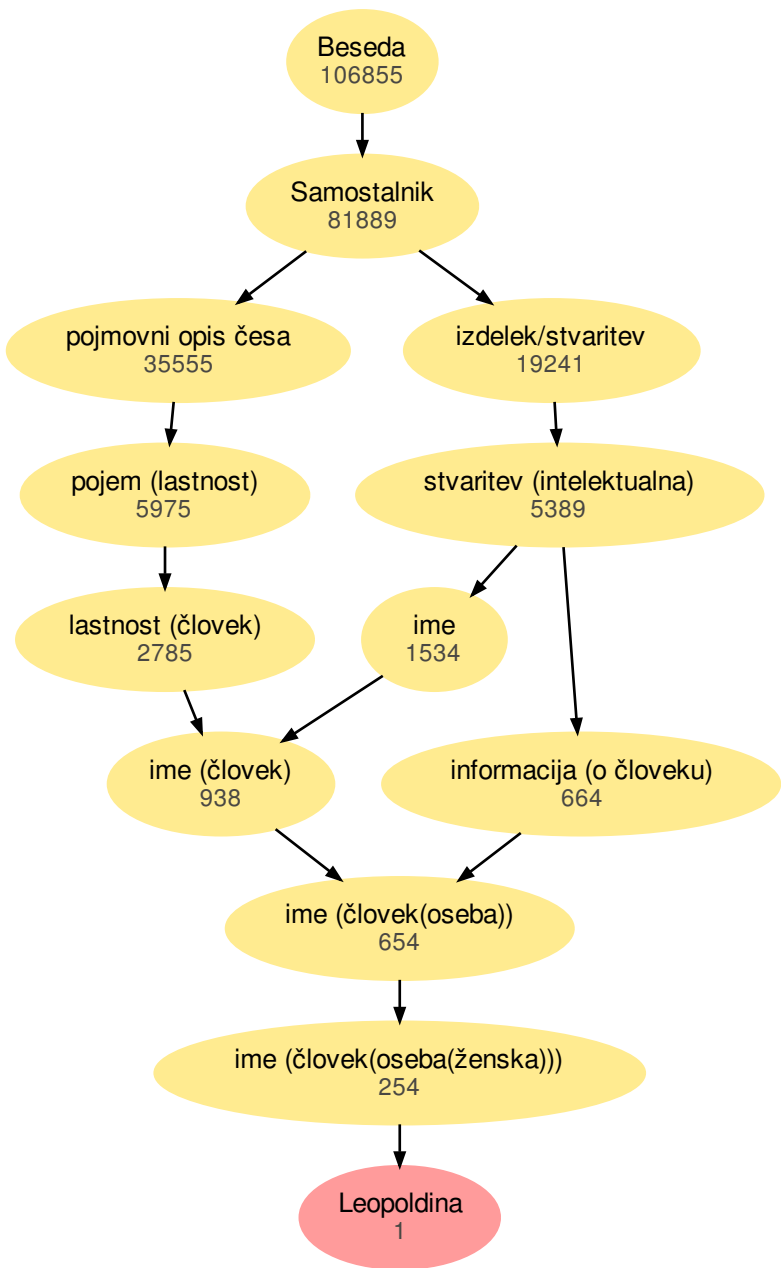 Beseda
106855
Samostalnik
81889
pojmovni opis česa
35555
izdelek/stvaritev
19241
pojem (lastnost)
5975
stvaritev (intelektualna)
5389
lastnost (človek)
2785
ime
1534
ime (človek)
938
informacija (o človeku)
664
ime (človek(oseba))
654
ime (človek(oseba(ženska)))
254
Leopoldina
1